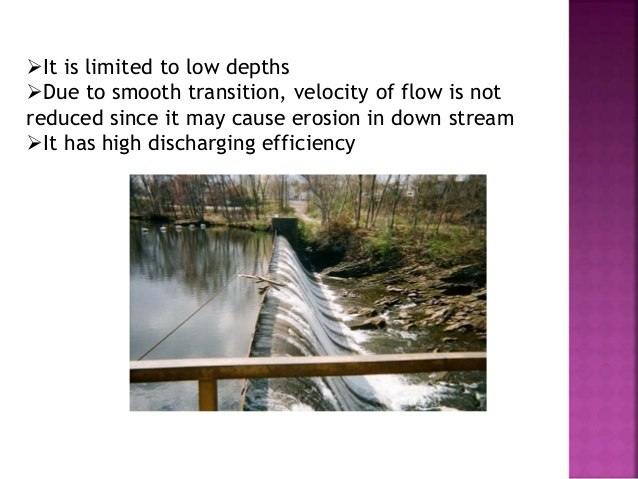 ➢It is limited to low depths
➢Due to smooth transition, velocity of flow is not
reduced since it may cause erosion in down stream
➢It has high discharging efficiency